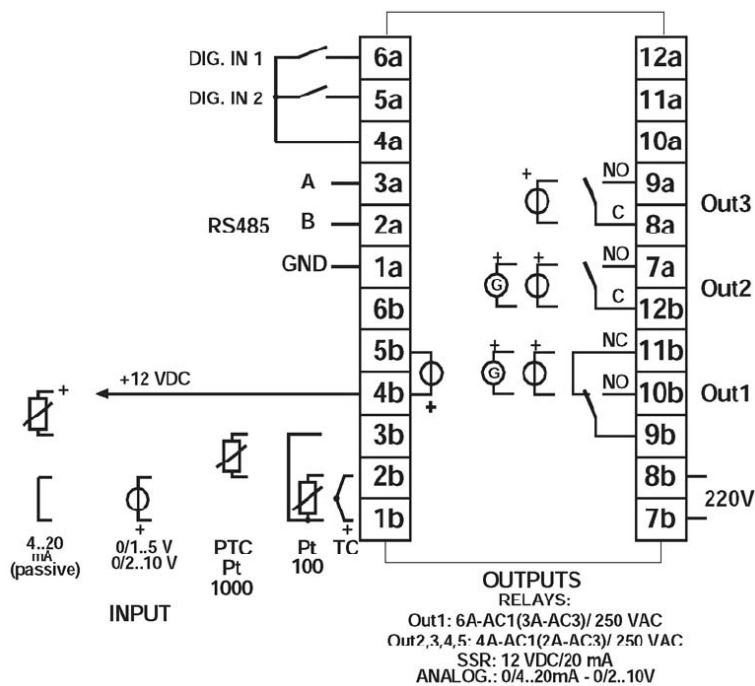 DIG. IN 1
DIG. IN 2
A
RS485
B
GND
+12 VDC
+
4..20
mA
(passive)
0/1..5 V
0/2..10 V
+
PTC
Pt
1000
Pt
100
TC
+
INPUT
6a
5a
4a
3a
2a
1a
6b
5b
4b
3b
2b
1b
+
+
NO
C
+
+
G
NO
C
+
+
G
NC
NO
12a
11a
10a
9a
8a
7a
12b
11b
10b
9b
8b
7b
Out3
Out2
Out1
220V
OUTPUTS
RELAYS:
Out1: 6A-AC1(3A-AC3)/ 250 VAC
Out2,3,4,5: 4A-AC1(2A-AC3)/ 250 VAC
SSR: 12 VDC/20 mA
ANALOG.: 0/4..20mA - 0/2..10V